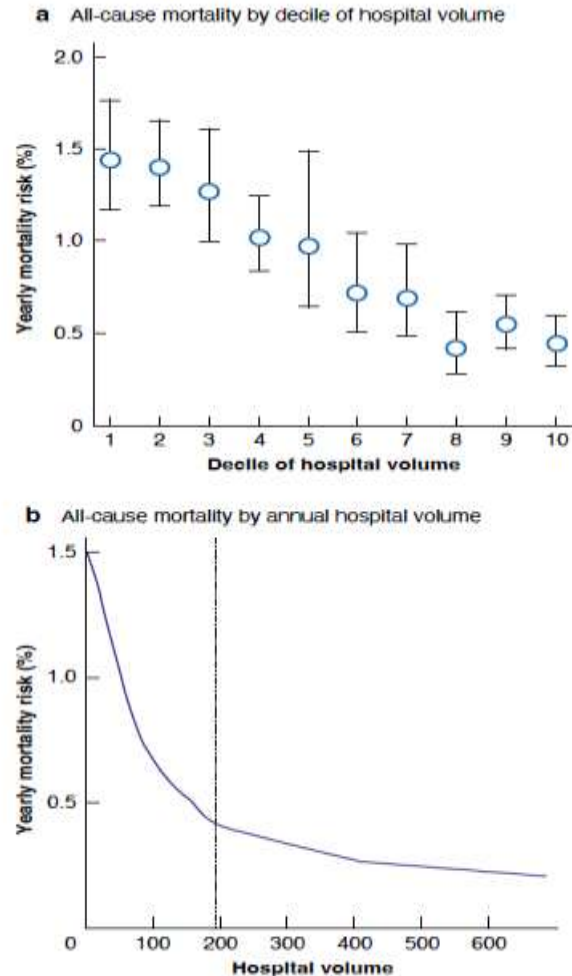 a All-cause mortality by decile of hospital volume
2.0
1.5
1.0
0.5
0
Yearly mortality risk (%)
1 2 3 4 5 6 7 8 9 10
Decile of hospital volume
b All-cause mortality by annual hospital volume
1.5
1.0
0.5
Yearly mortality risk (%)
0 100 200 300 400 500 600
Hospital volume